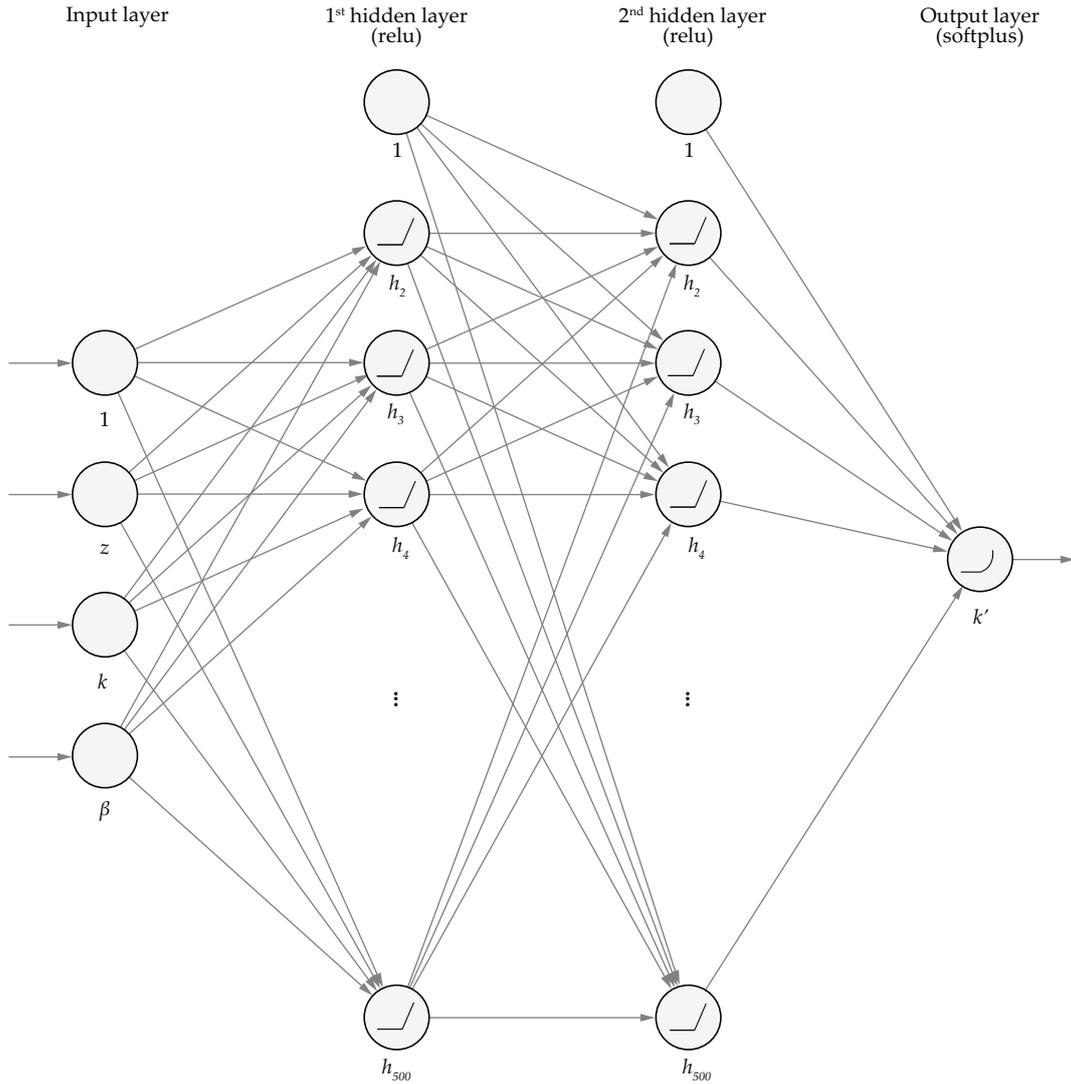 Input layer
1st hidden layer
(relu)
2nd hidden layer
(relu)
Output layer
(softplus)
1
1
h2
h2
1
h3
h3
z
h4
h4
k′
k
⋮
⋮
β
h500
h500